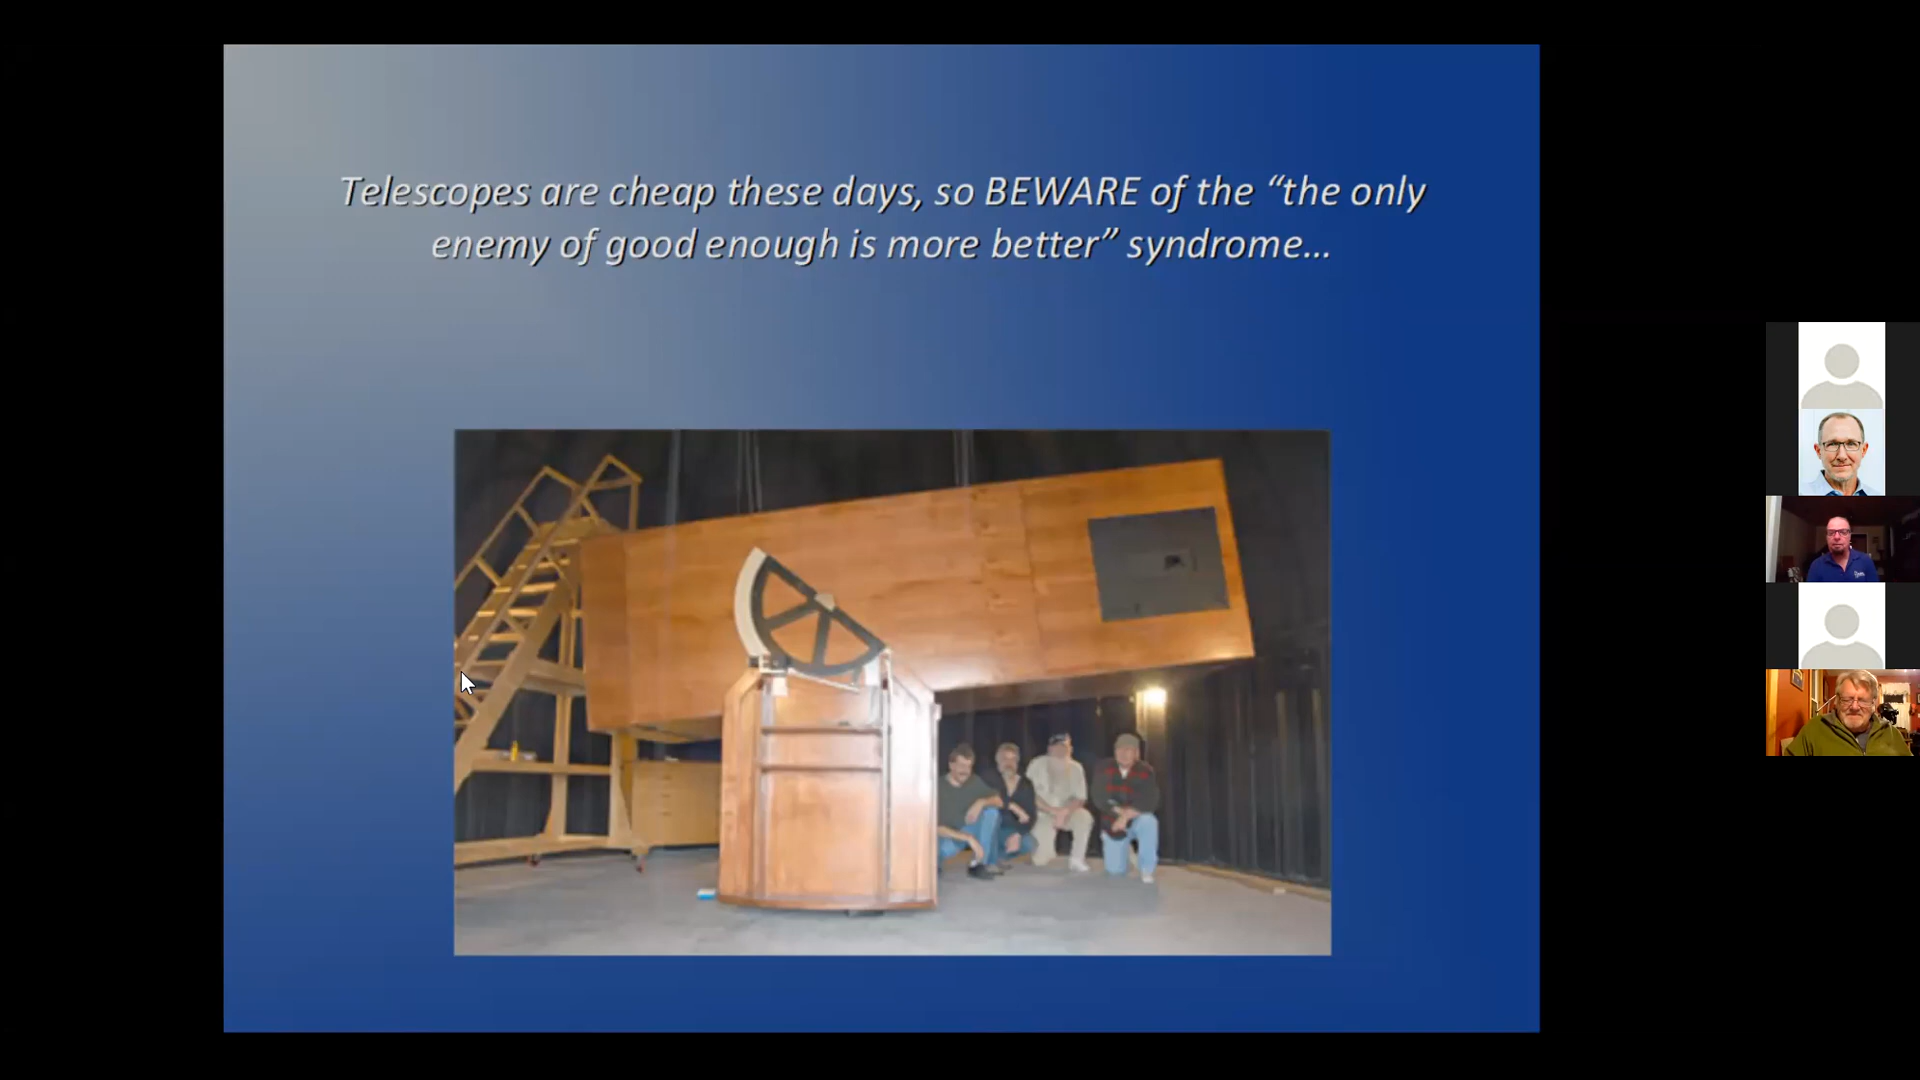 Telescopes are cheap these days, so BEWARE of the “the only
enemy of good enough is more better” syndrome...